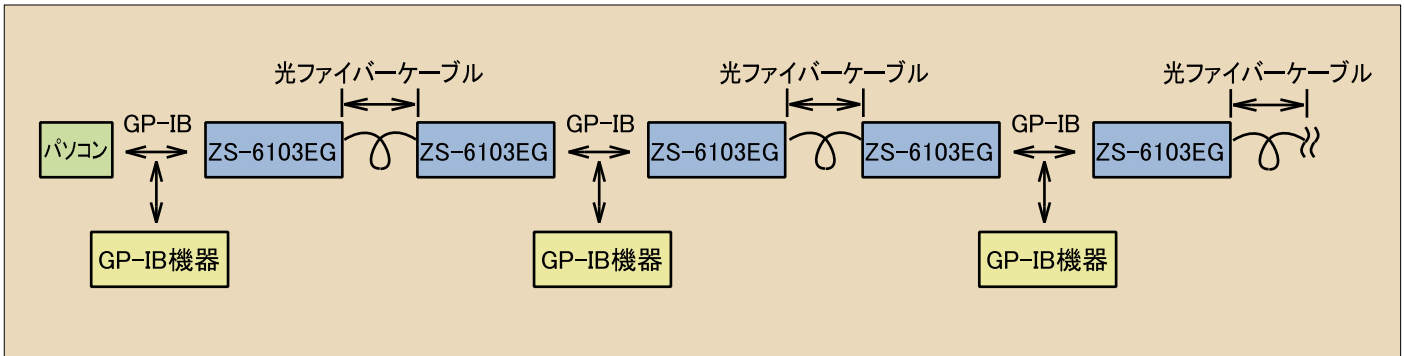 光ファイバーケーブル 光ファイバーケーブル 光ファイバーケーブル
パソコン GP-IB ZS-6103EG ZS-6103EG GP-IB ZS-6103EG ZS-6103EG GP-IB ZS-6103EG
GP-IB機器 GP-IB機器 GP-IB機器